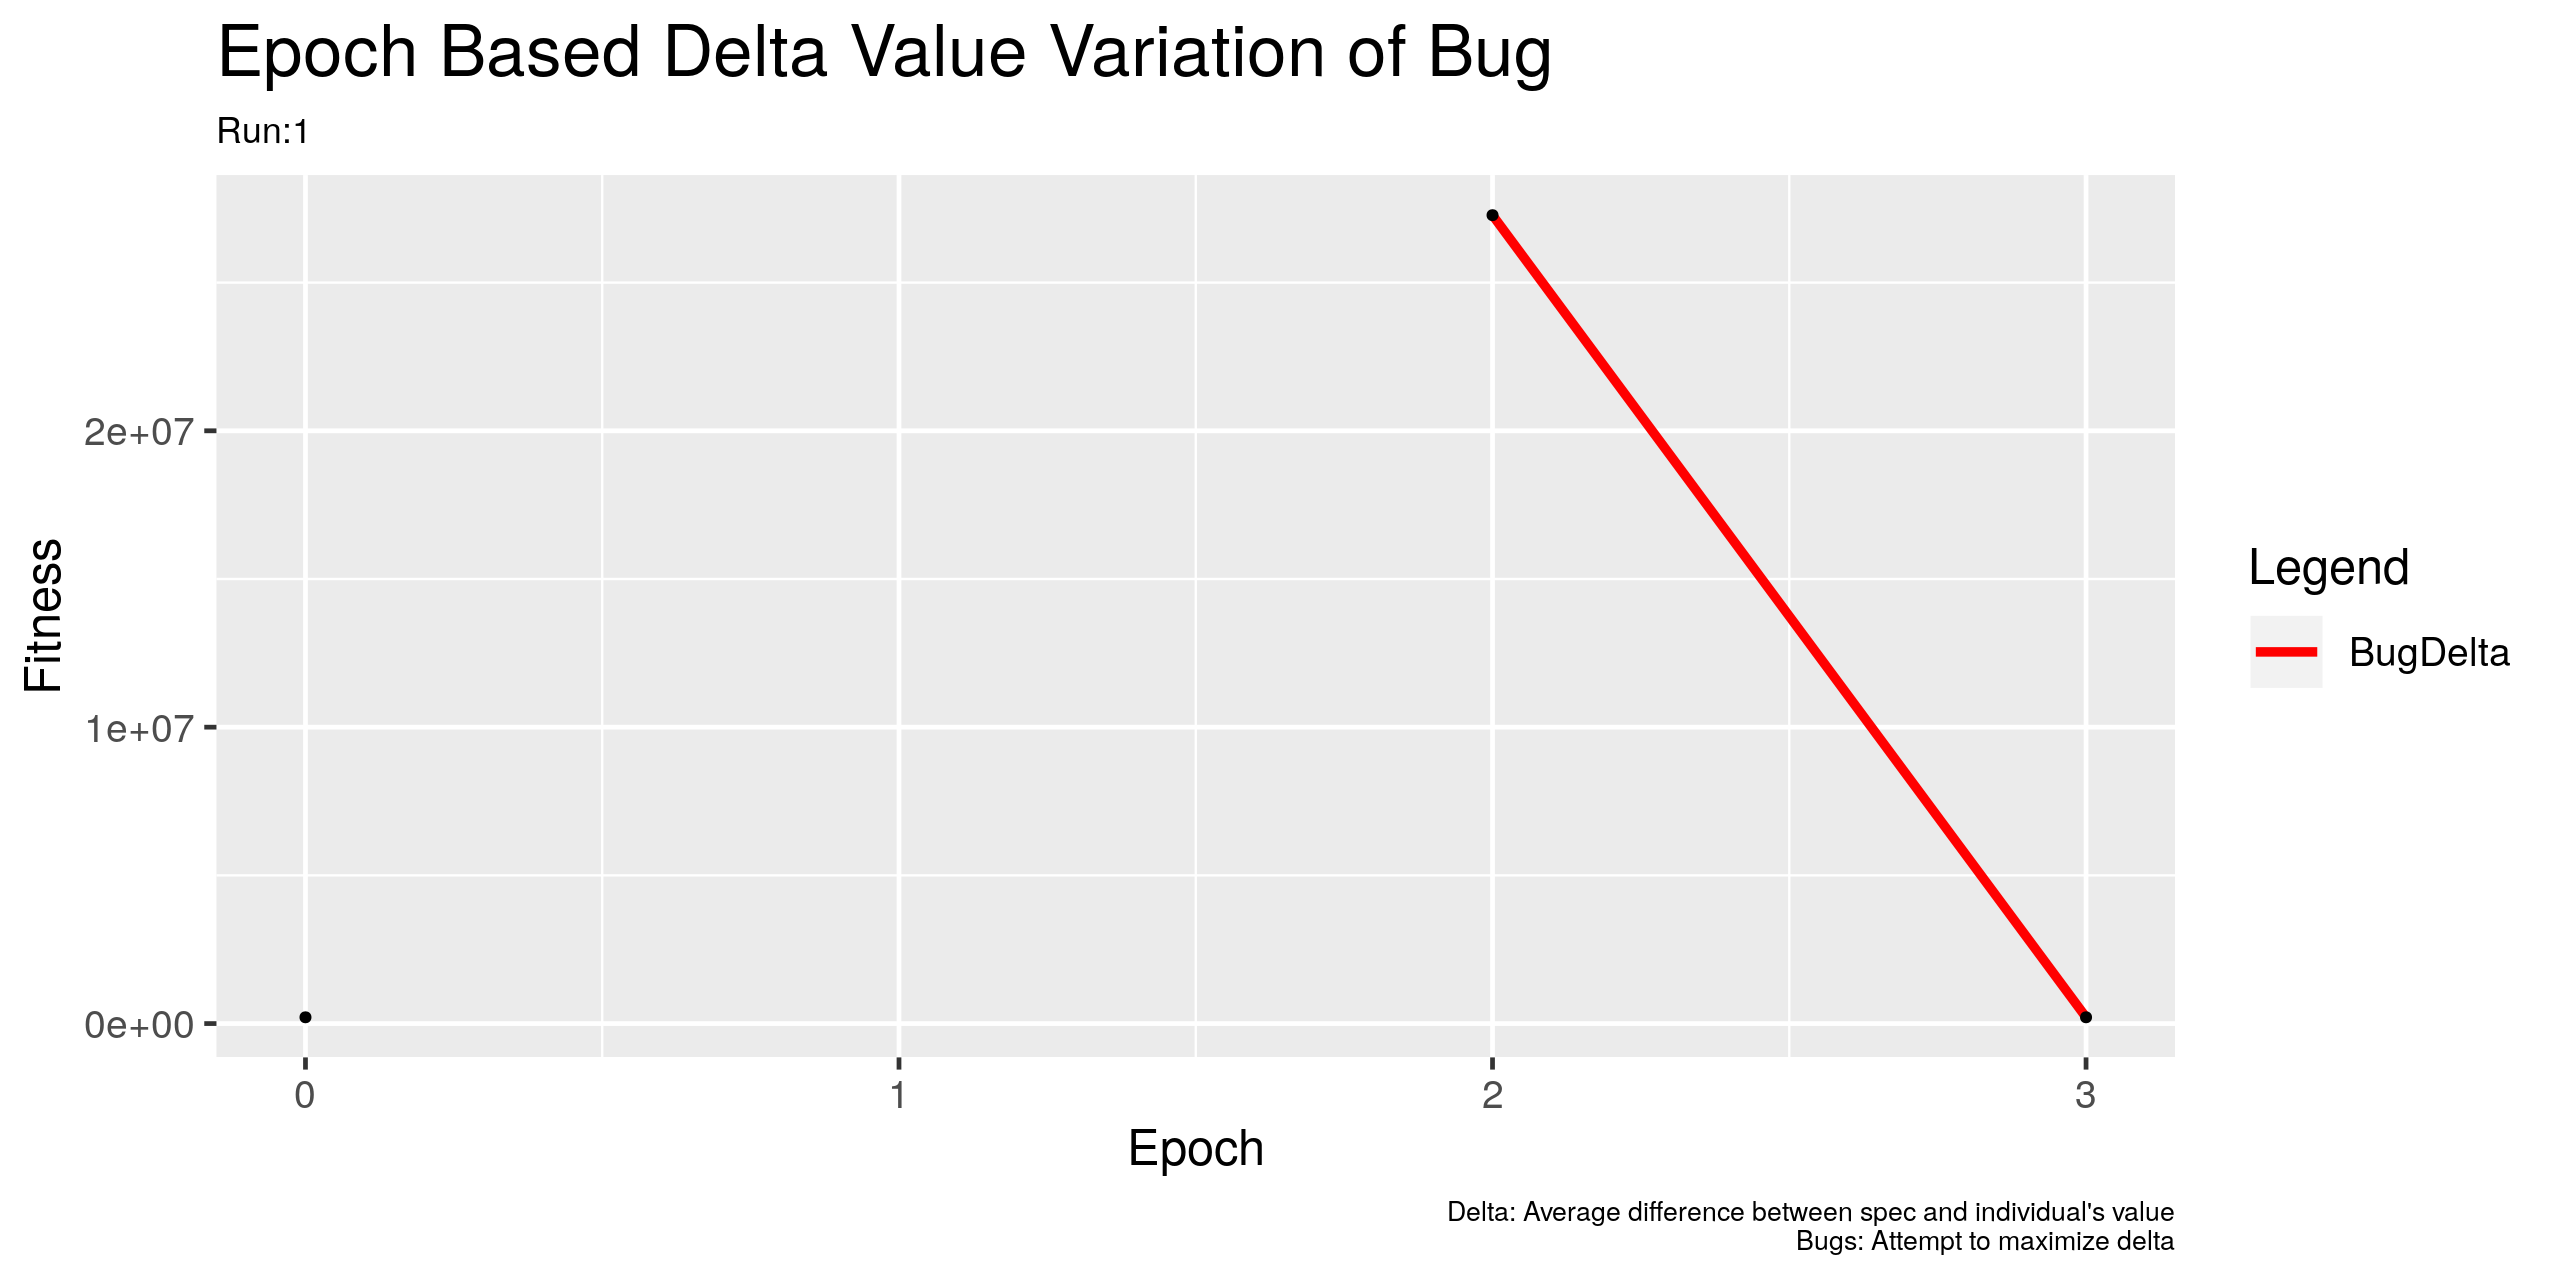 Epoch Based Delta Value Variation of Bug
Run:1
Fitness
2e+07
1e+07
0e+00
0
1
2
3
Epoch
Legend
BugDelta
Delta: Average difference between spec and individual's value
Bugs: Attempt to maximize delta